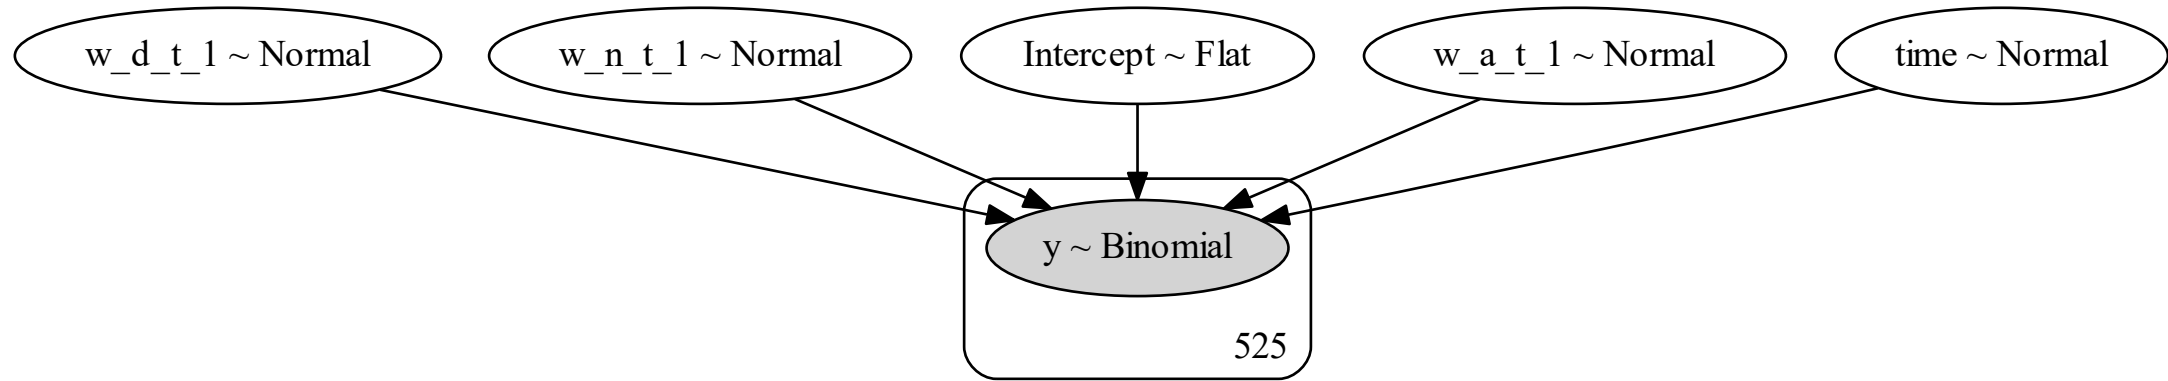 w_d_t_1 ~ Normal
w_n_t_1 ~ Normal
Intercept ~ Flat
w_a_t_1 ~ Normal
time ~ Normal
y ~ Binomial
525